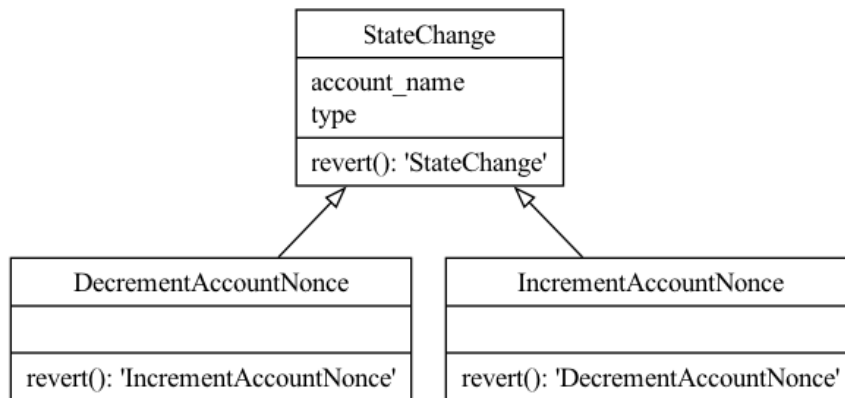 StateChange
account_name
type
revert(): 'StateChange'
DecrementAccountNonce
revert(): 'IncrementAccountNonce'
IncrementAccountNonce
revert(): 'DecrementAccountNonce'